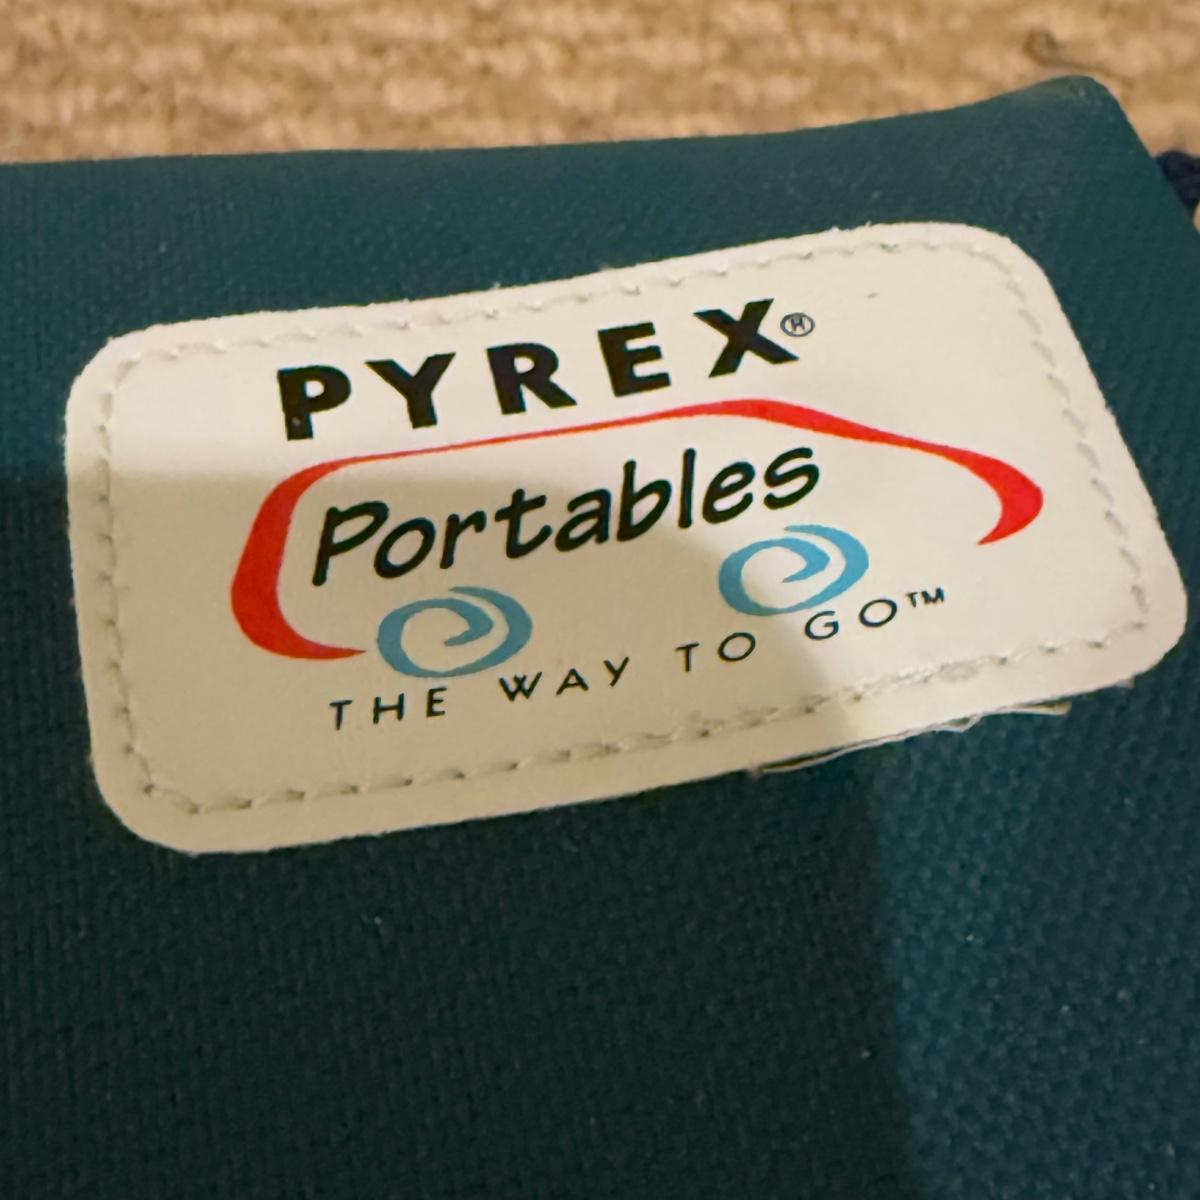 PYREX®
Portables
THE WAY TO GO™